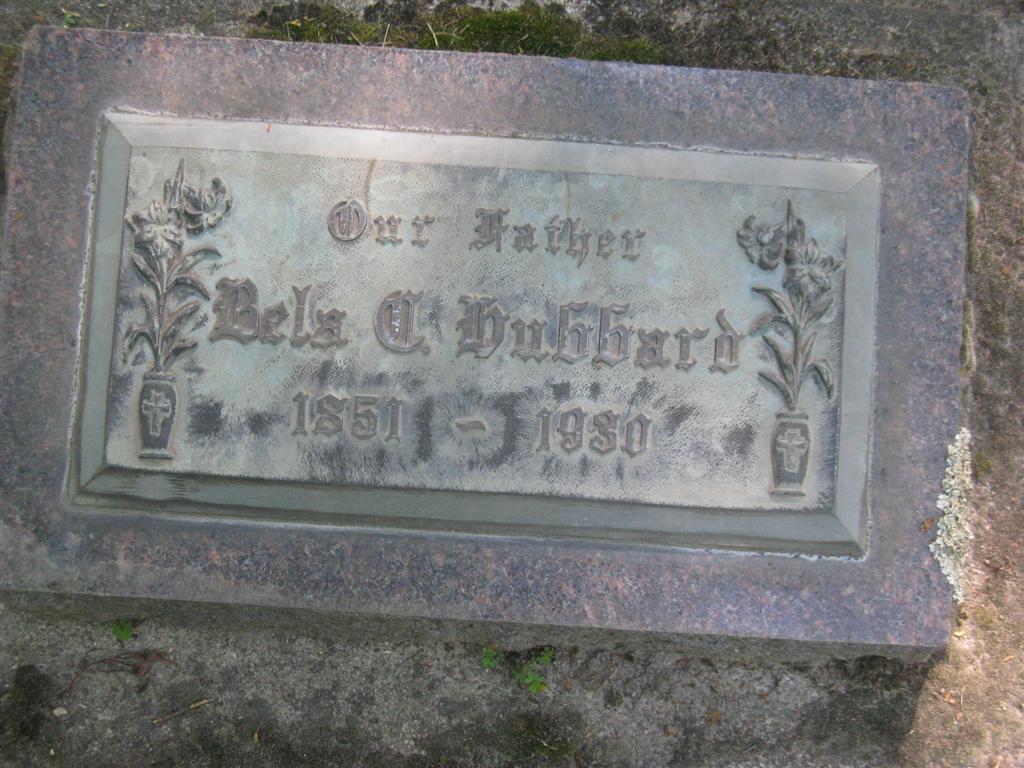 Our Father
Bela C. Hubbard
1851 - 1930